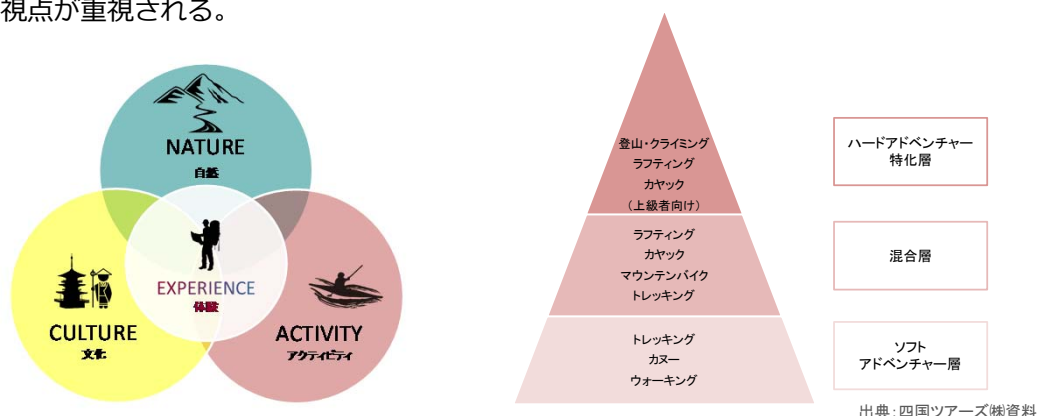 視点が重視される。
NATURE
自然
EXPERIENCE
体験
CULTURE
文化
ACTIVITY
アクティビティ
登山・クライミング
ラフティング
カヤック
（上級者向け）
ラフティング
カヤック
マウンテンバイク
トレッキング
トレッキング
カヌー
ウォーキング
ハードアドベンチャー
特化層
混合層
ソフト
アドベンチャー層
出典：四国ツアーズ㈱資料